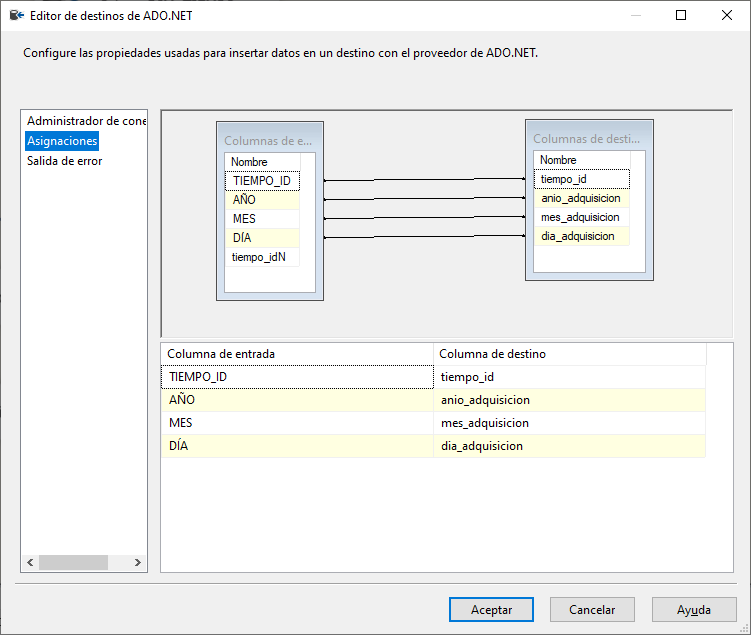 Editor de destinos de ADO.NET
Configure las propiedades usadas para insertar datos en un destino con el proveedor de ADO.NET.
Administrador de cone
Asignaciones
Salida de error
Columnas de e...
Nombre
TIEMPO_ID
AÑO
MES
DÍA
tiempo_idN
Columnas de desti...
Nombre
tiempo_id
anio_adquisicion
mes_adquisicion
dia_adquisicion
Columna de entrada Columna de destino
TIEMPO_ID tiempo_id
AÑO anio_adquisicion
MES mes_adquisicion
DÍA dia_adquisicion
Aceptar Cancelar Ayuda